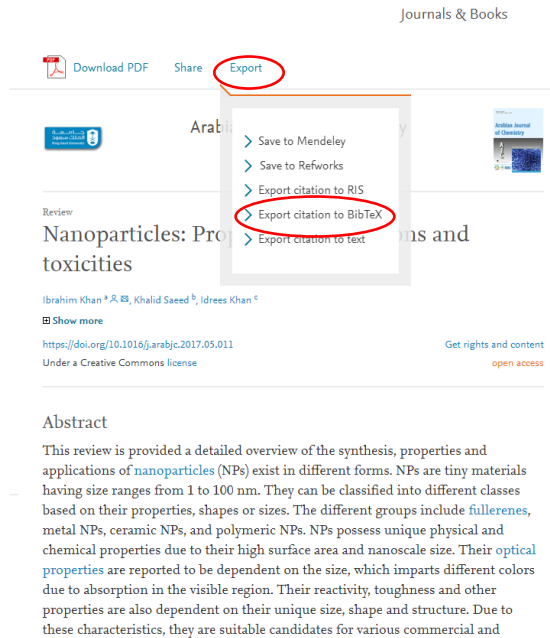 Journals & Books
PDF
Download PDF Share Export
Arabi
y
Arabian Journal
of Chemistry
Save to Mendeley
Save to Refworks
Export citation to RIS
Export citation to BibTeX
Export citation to text
Review
Nanoparticles: Pro ns and
toxicities
Ibrahim Khan a, Khalid Saeed b, Idrees Khan c
Show more
https://doi.org/10.1016/j.arabjc.2017.05.011 Get rights and content
Under a Creative Commons license open access
Abstract
This review is provided a detailed overview of the synthesis, properties and
applications of nanoparticles (NPs) exist in different forms. NPs are tiny materials
having size ranges from 1 to 100 nm. They can be classified into different classes
based on their properties, shapes or sizes. The different groups include fullerenes,
metal NPs, ceramic NPs, and polymeric NPs. NPs possess unique physical and
chemical properties due to their high surface area and nanoscale size. Their optical
properties are reported to be dependent on the size, which imparts different colors
due to absorption in the visible region. Their reactivity, toughness and other
properties are also dependent on their unique size, shape and structure. Due to
these characteristics, they are suitable candidates for various commercial and